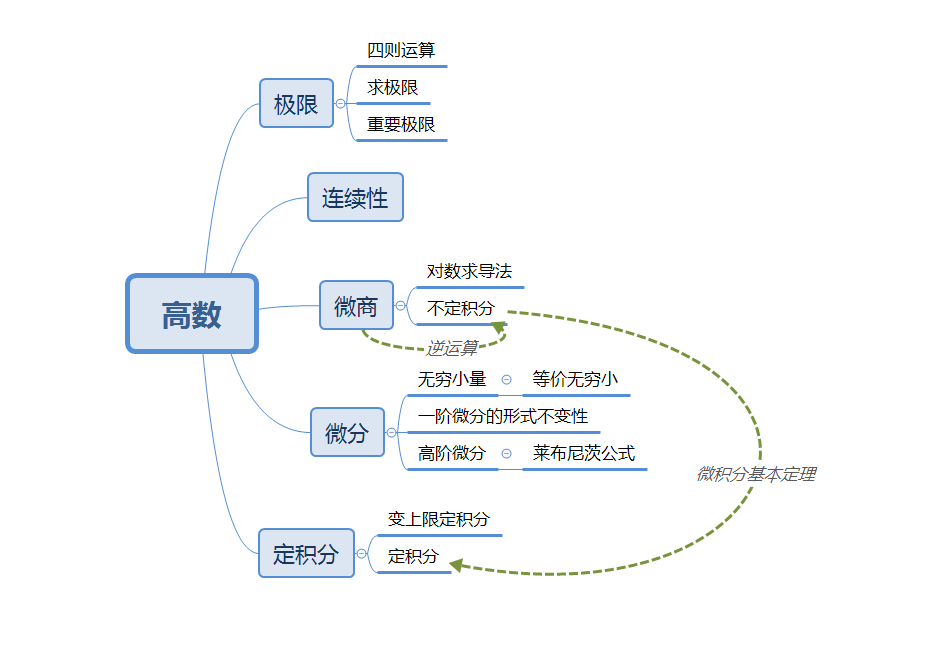 四则运算
极限
求极限
重要极限
连续性
高数
对数求导法
微商
不定积分
逆运算
无穷小量
等价无穷小
一阶微分的形式不变性
微分
高阶微分
莱布尼茨公式
微积分基本定理
变上限定积分
定积分
定积分